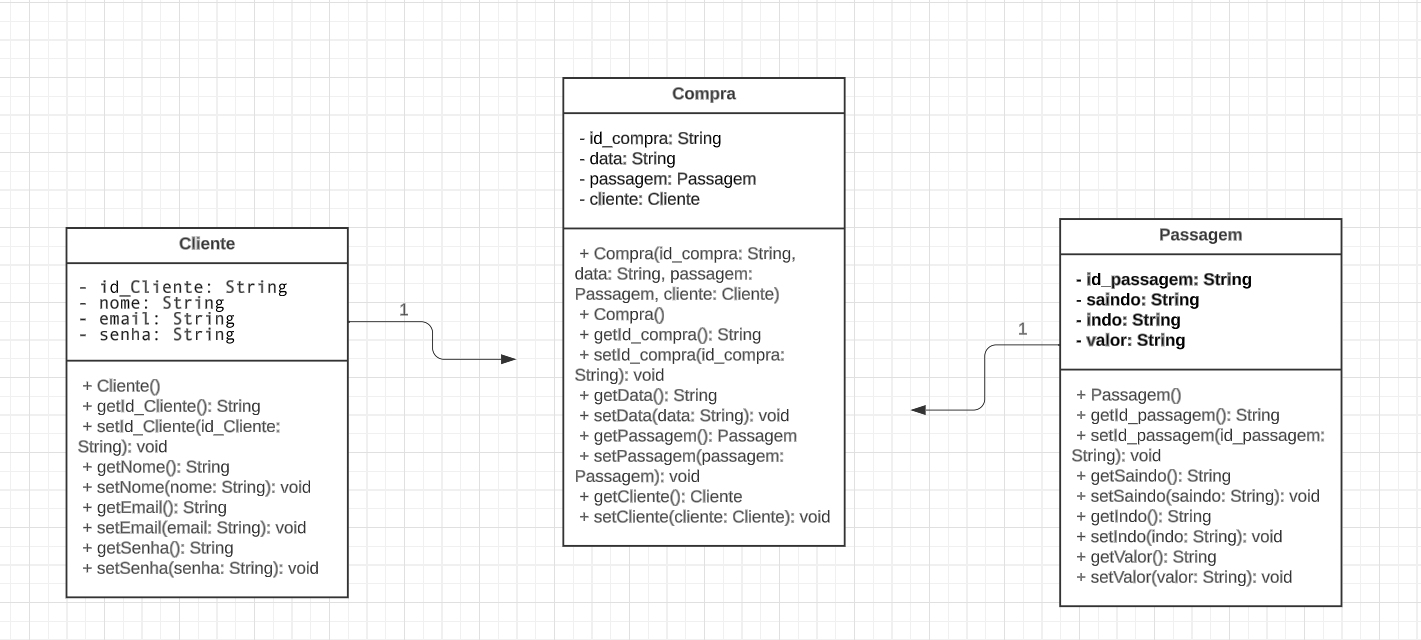 Cliente
- id_Cliente: String
- nome: String
- email: String
- senha: String
+ Cliente()
+ getId_Cliente(): String
+ setId_Cliente(id_Cliente:
String): void
+ getNome(): String
+ setNome(nome: String): void
+ getEmail(): String
+ setEmail(email: String): void
+ getSenha(): String
+ setSenha(senha: String): void
1
Compra
- id_compra: String
- data: String
- passagem: Passagem
- cliente: Cliente
+ Compra(id_compra: String,
data: String, passagem:
Passagem, cliente: Cliente)
+ Compra()
+ getId_compra(): String
+ setId_compra(id_compra:
String): void
+ getData(): String
+ setData(data: String): void
+ getPassagem(): Passagem
+ setPassagem(passagem:
Passagem): void
+ getCliente(): Cliente
+ setCliente(cliente: Cliente): void
1
Passagem
- id_passagem: String
- saindo: String
- indo: String
- valor: String
+ Passagem()
+ getId_passagem(): String
+ setId_passagem(id_passagem:
String): void
+ getSaindo(): String
+ setSaindo(saindo: String): void
+ getIndo(): String
+ setIndo(indo: String): void
+ getValor(): String
+ setValor(valor: String): void